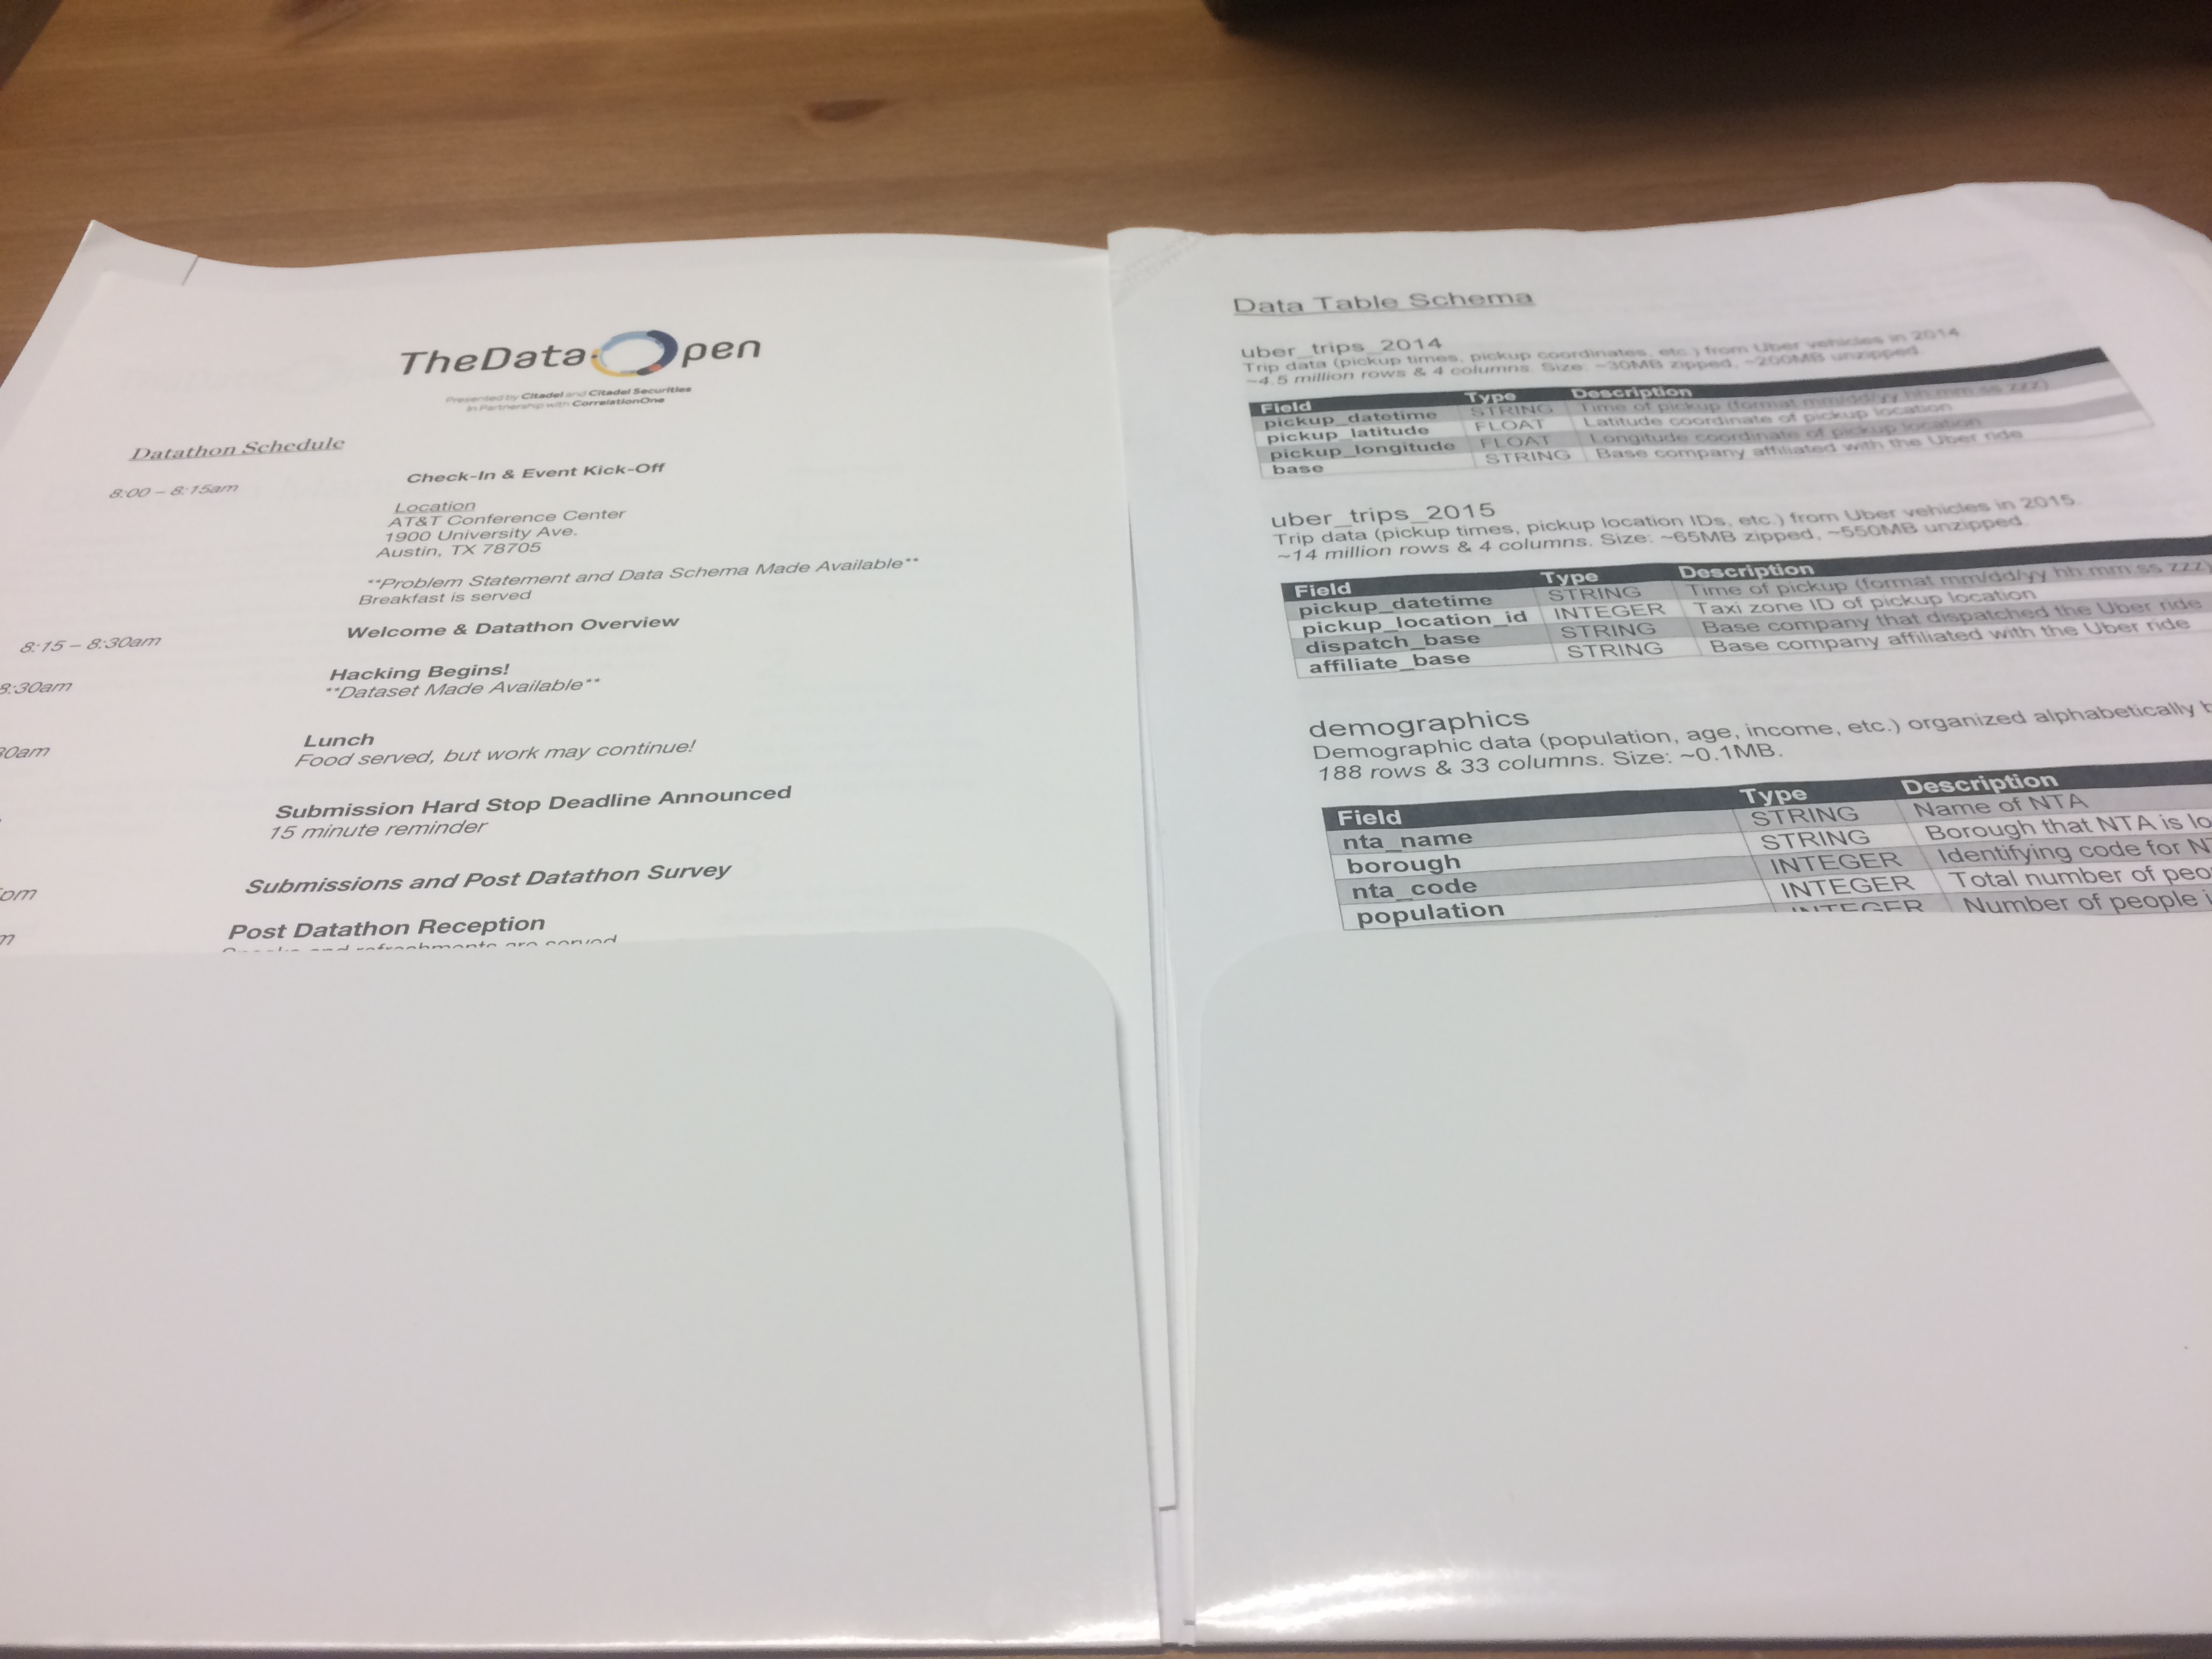 TheData Open
Presented by Citadel and Citadel Securities
In Partnership with CorrelationOne
Datathon Schedule
8:00 – 8:15am
Check-In & Event Kick-Off
Location
AT&T Conference Center
1900 University Ave.
Austin, TX 78705
**Problem Statement and Data Schema Made Available**
Breakfast is served
8:15 – 8:30am
Welcome & Datathon Overview
8:30am
Hacking Begins!
**Dataset Made Available**
0am
Lunch
Food served, but work may continue!
Submission Hard Stop Deadline Announced
15 minute reminder
pm
Submissions and Post Datathon Survey
m
Post Datathon Reception
Snacks and refreshments are served
Data Table Schema
uber_trips_2014
Trip data (pickup times, pickup coordinates, etc.) from Uber vehicles in 2014.
~4.5 million rows & 4 columns. Size: ~30MB zipped, ~200MB unzipped.
Field Type Description
pickup_datetime STRING Time of pickup (format mm/dd/yy hh:mm:ss zzz)
pickup_latitude FLOAT Latitude coordinate of pickup location
pickup_longitude FLOAT Longitude coordinate of pickup location
base STRING Base company affiliated with the Uber ride
uber_trips_2015
Trip data (pickup times, pickup location IDs, etc.) from Uber vehicles in 2015.
~14 million rows & 4 columns. Size: ~65MB zipped, ~550MB unzipped.
Field Type Description
pickup_datetime STRING Time of pickup (format mm/dd/yy hh:mm:ss zzz)
pickup_location_id INTEGER Taxi zone ID of pickup location
dispatch_base STRING Base company that dispatched the Uber ride
affiliate_base STRING Base company affiliated with the Uber ride
demographics
Demographic data (population, age, income, etc.) organized alphabetically b
188 rows & 33 columns. Size: ~0.1MB.
Field Type Description
nta_name STRING Name of NTA
borough STRING Borough that NTA is lo
nta_code INTEGER Identifying code for NT
population INTEGER Total number of peo
INTEGER Number of people i